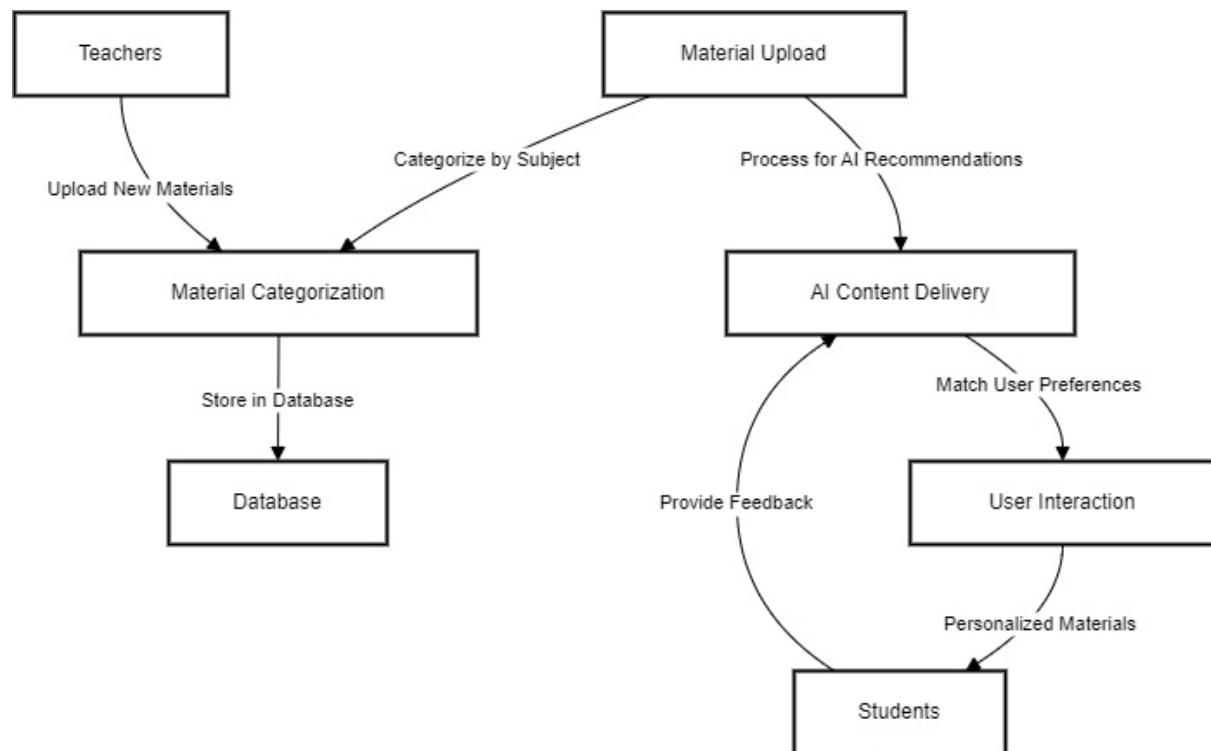 Teachers
Material Upload
Categorize by Subject
Process for AI Recommendations
Upload New Materials
Material Categorization
AI Content Delivery
Match User Preferences
Store in Database
Database
Provide Feedback
User Interaction
Personalized Materials
Students